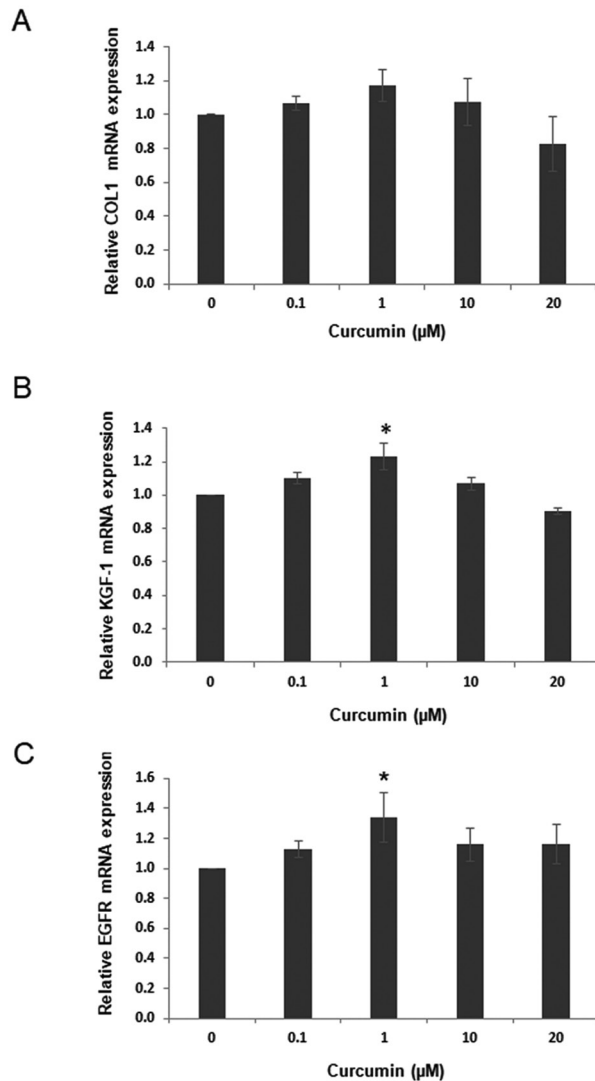 A
Relative COL1 mRNA expression
1.4
1.2
1.0
0.8
0.6
0.4
0.2
0.0
0 0.1 1 10 20
Curcumin (µM)
B
Relative KGF-1 mRNA expression
1.4
*
1.2
1.0
0.8
0.6
0.4
0.2
0.0
0 0.1 1 10 20
Curcumin (µM)
C
Relative EGFR mRNA expression
1.6
*
1.4
1.2
1.0
0.8
0.6
0.4
0.2
0.0
0 0.1 1 10 20
Curcumin (µM)